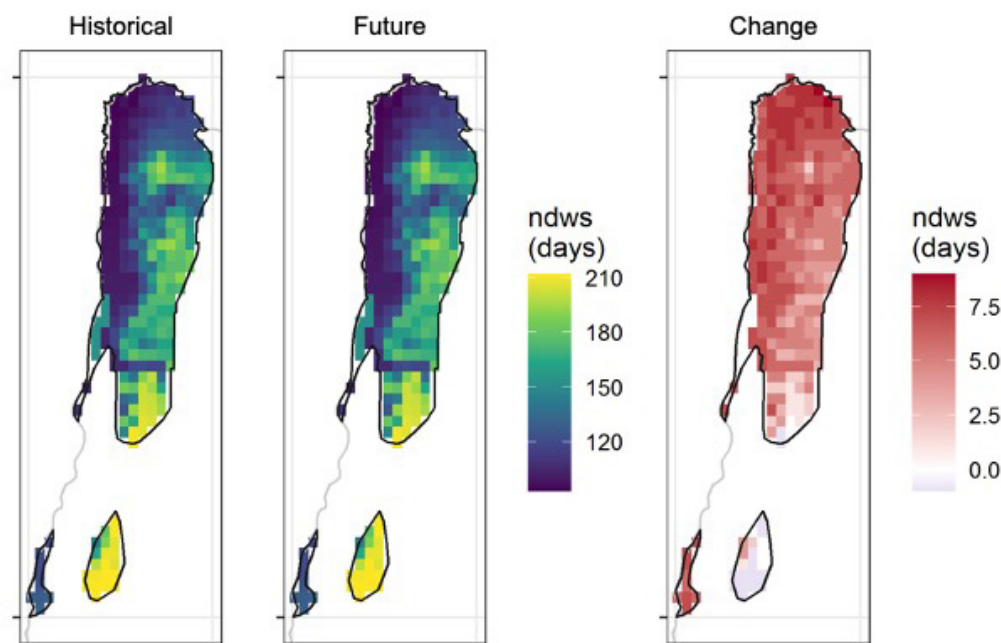 Historical
Future
Change
ndws
(days)
210
180
150
120
ndws
(days)
7.5
5.0
2.5
0.0